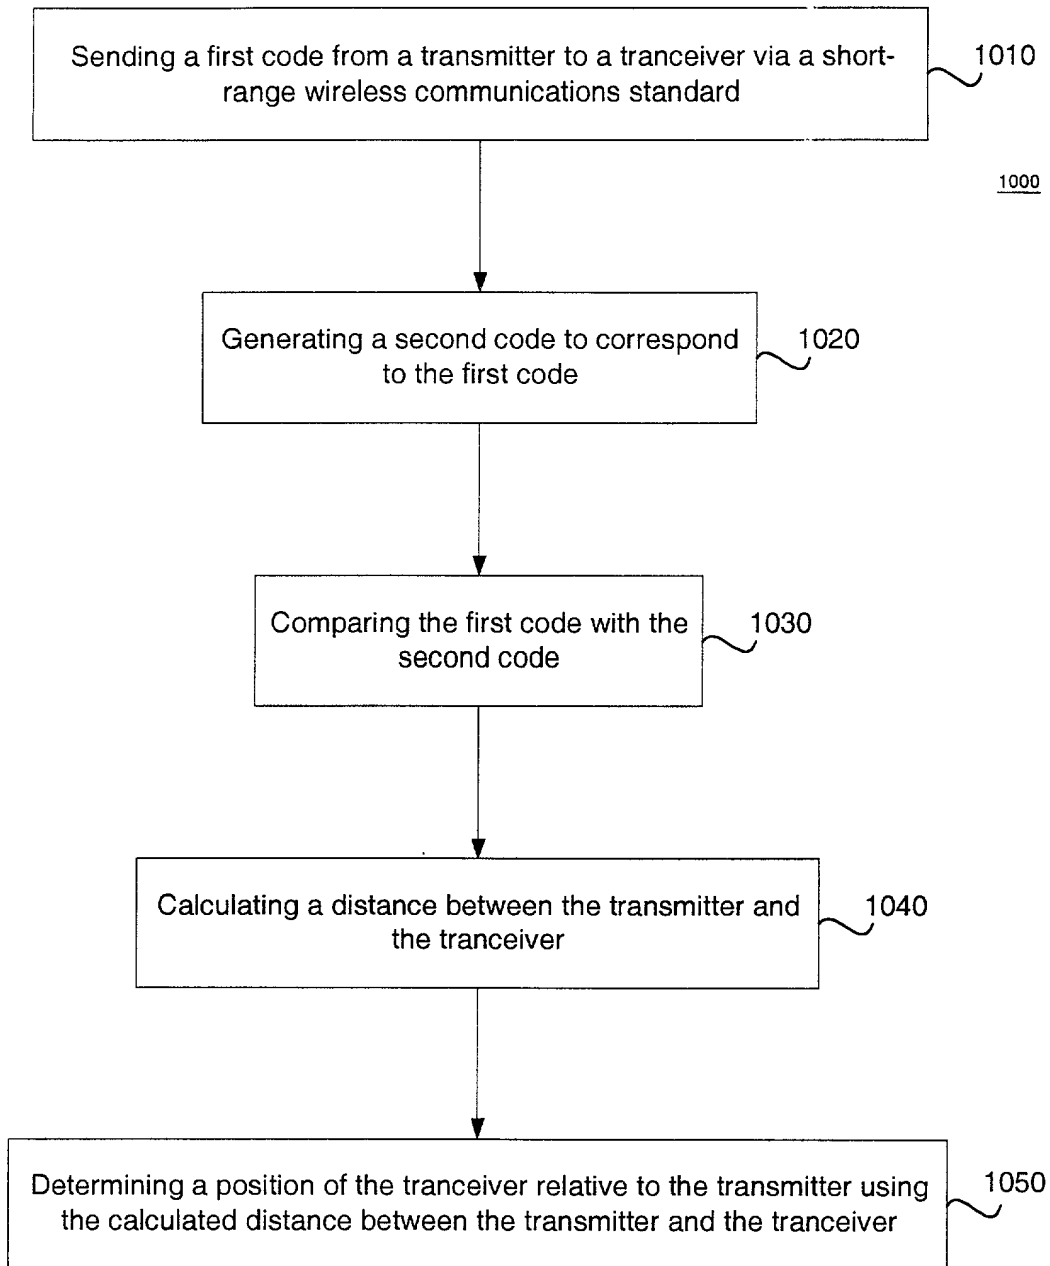 Sending a first code from a transmitter to a tranceiver via a short-
range wireless communications standard
1010
1000
Generating a second code to correspond
to the first code
1020
Comparing the first code with the
second code
1030
Calculating a distance between the transmitter and
the tranceiver
1040
Determining a position of the tranceiver relative to the transmitter using
the calculated distance between the transmitter and the tranceiver
1050